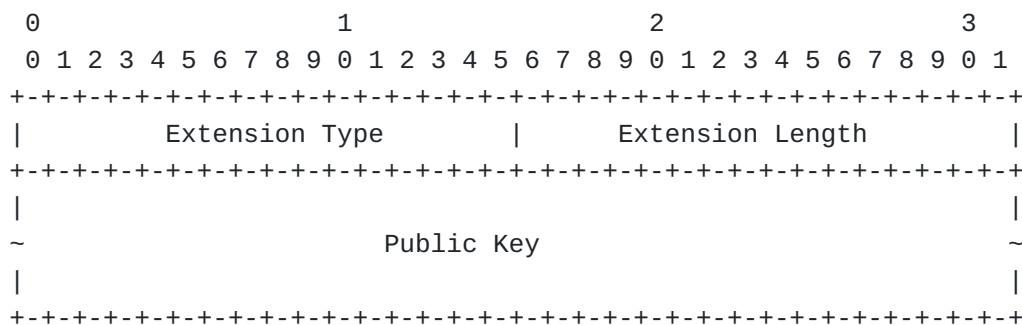 0                   1                   2                   3
 0 1 2 3 4 5 6 7 8 9 0 1 2 3 4 5 6 7 8 9 0 1 2 3 4 5 6 7 8 9 0 1
+-+-+-+-+-+-+-+-+-+-+-+-+-+-+-+-+-+-+-+-+-+-+-+-+-+-+-+-+-+-+-+-+
|         Extension Type        |      Extension Length         |
+-+-+-+-+-+-+-+-+-+-+-+-+-+-+-+-+-+-+-+-+-+-+-+-+-+-+-+-+-+-+-+-+
|                                                               |
~                       Public Key                              ~
|                                                               |
+-+-+-+-+-+-+-+-+-+-+-+-+-+-+-+-+-+-+-+-+-+-+-+-+-+-+-+-+-+-+-+-+